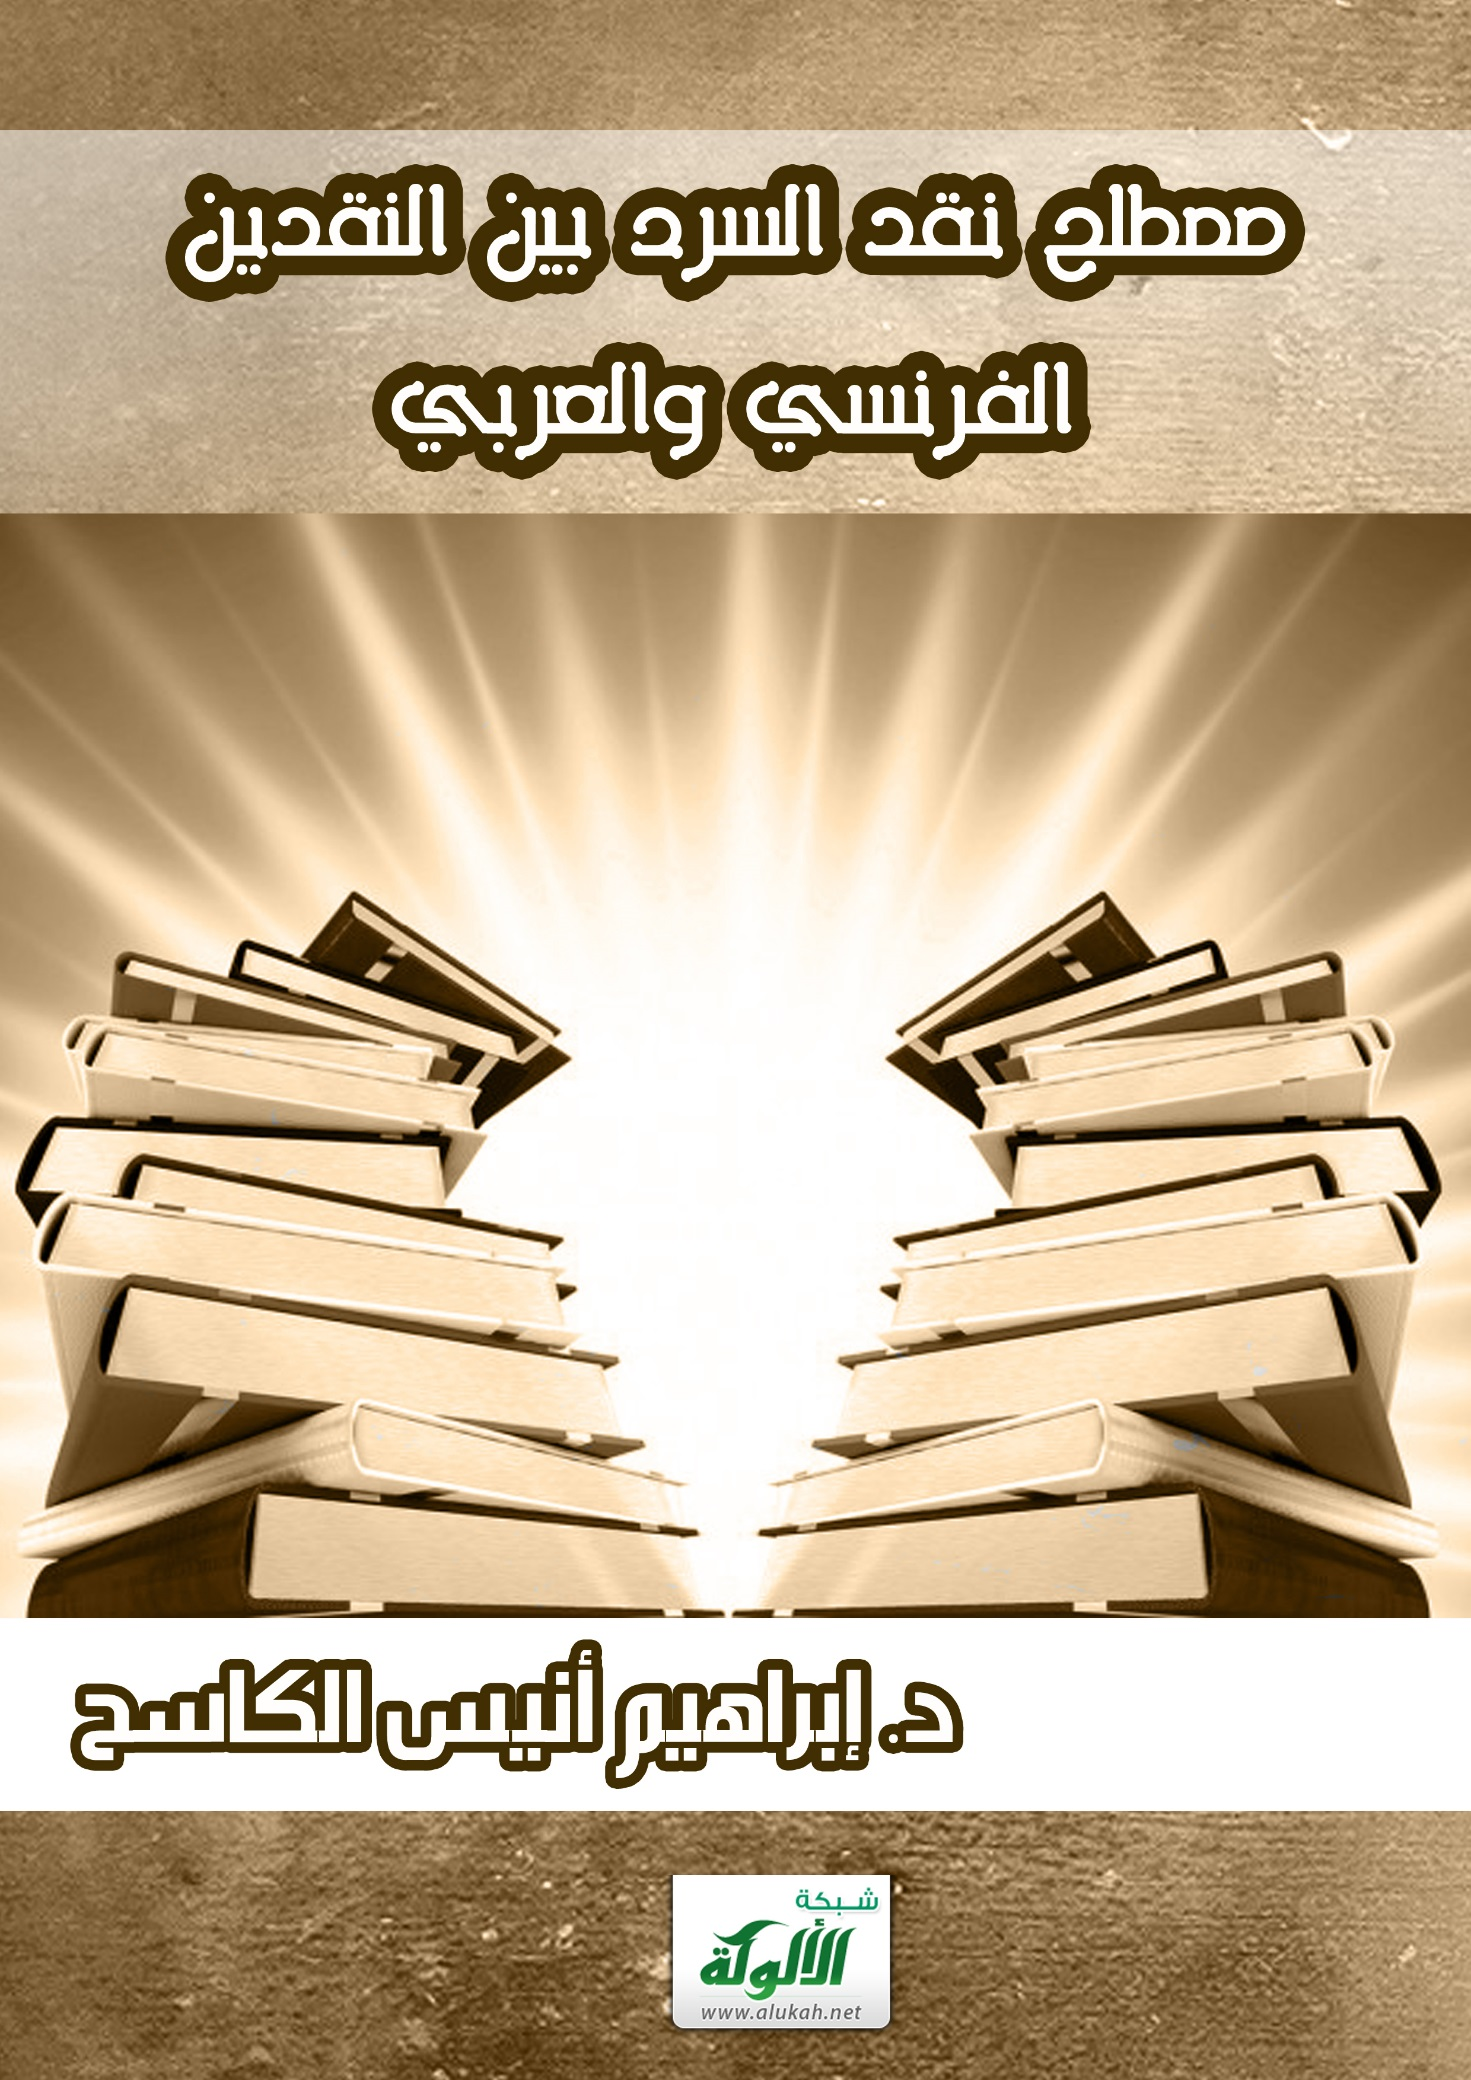 مصطلح نقد السرد بين النقدين
الفرنسي والعربي
د. إبراهيم أنيس الكاسح
شبكة
الألوكة
www.alukah.net